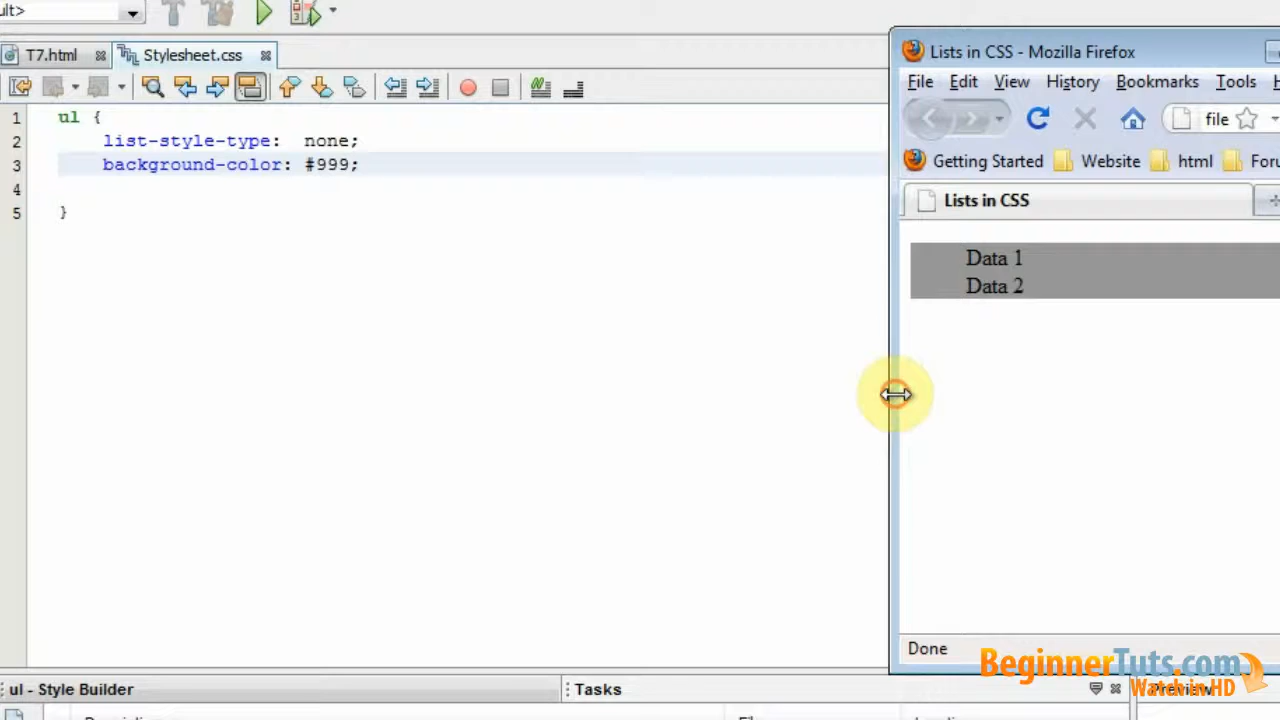 ult>
T7.html
Stylesheet.css
1 ul {
2 list-style-type: none;
3 background-color: #999;
4
5 }
Lists in CSS - Mozilla Firefox
File Edit View History Bookmarks Tools
file
Getting Started Website html Foru
Lists in CSS
Data 1
Data 2
Done
BeginnerTuts.com
Watch in HD
ul - Style Builder
Tasks
Preview